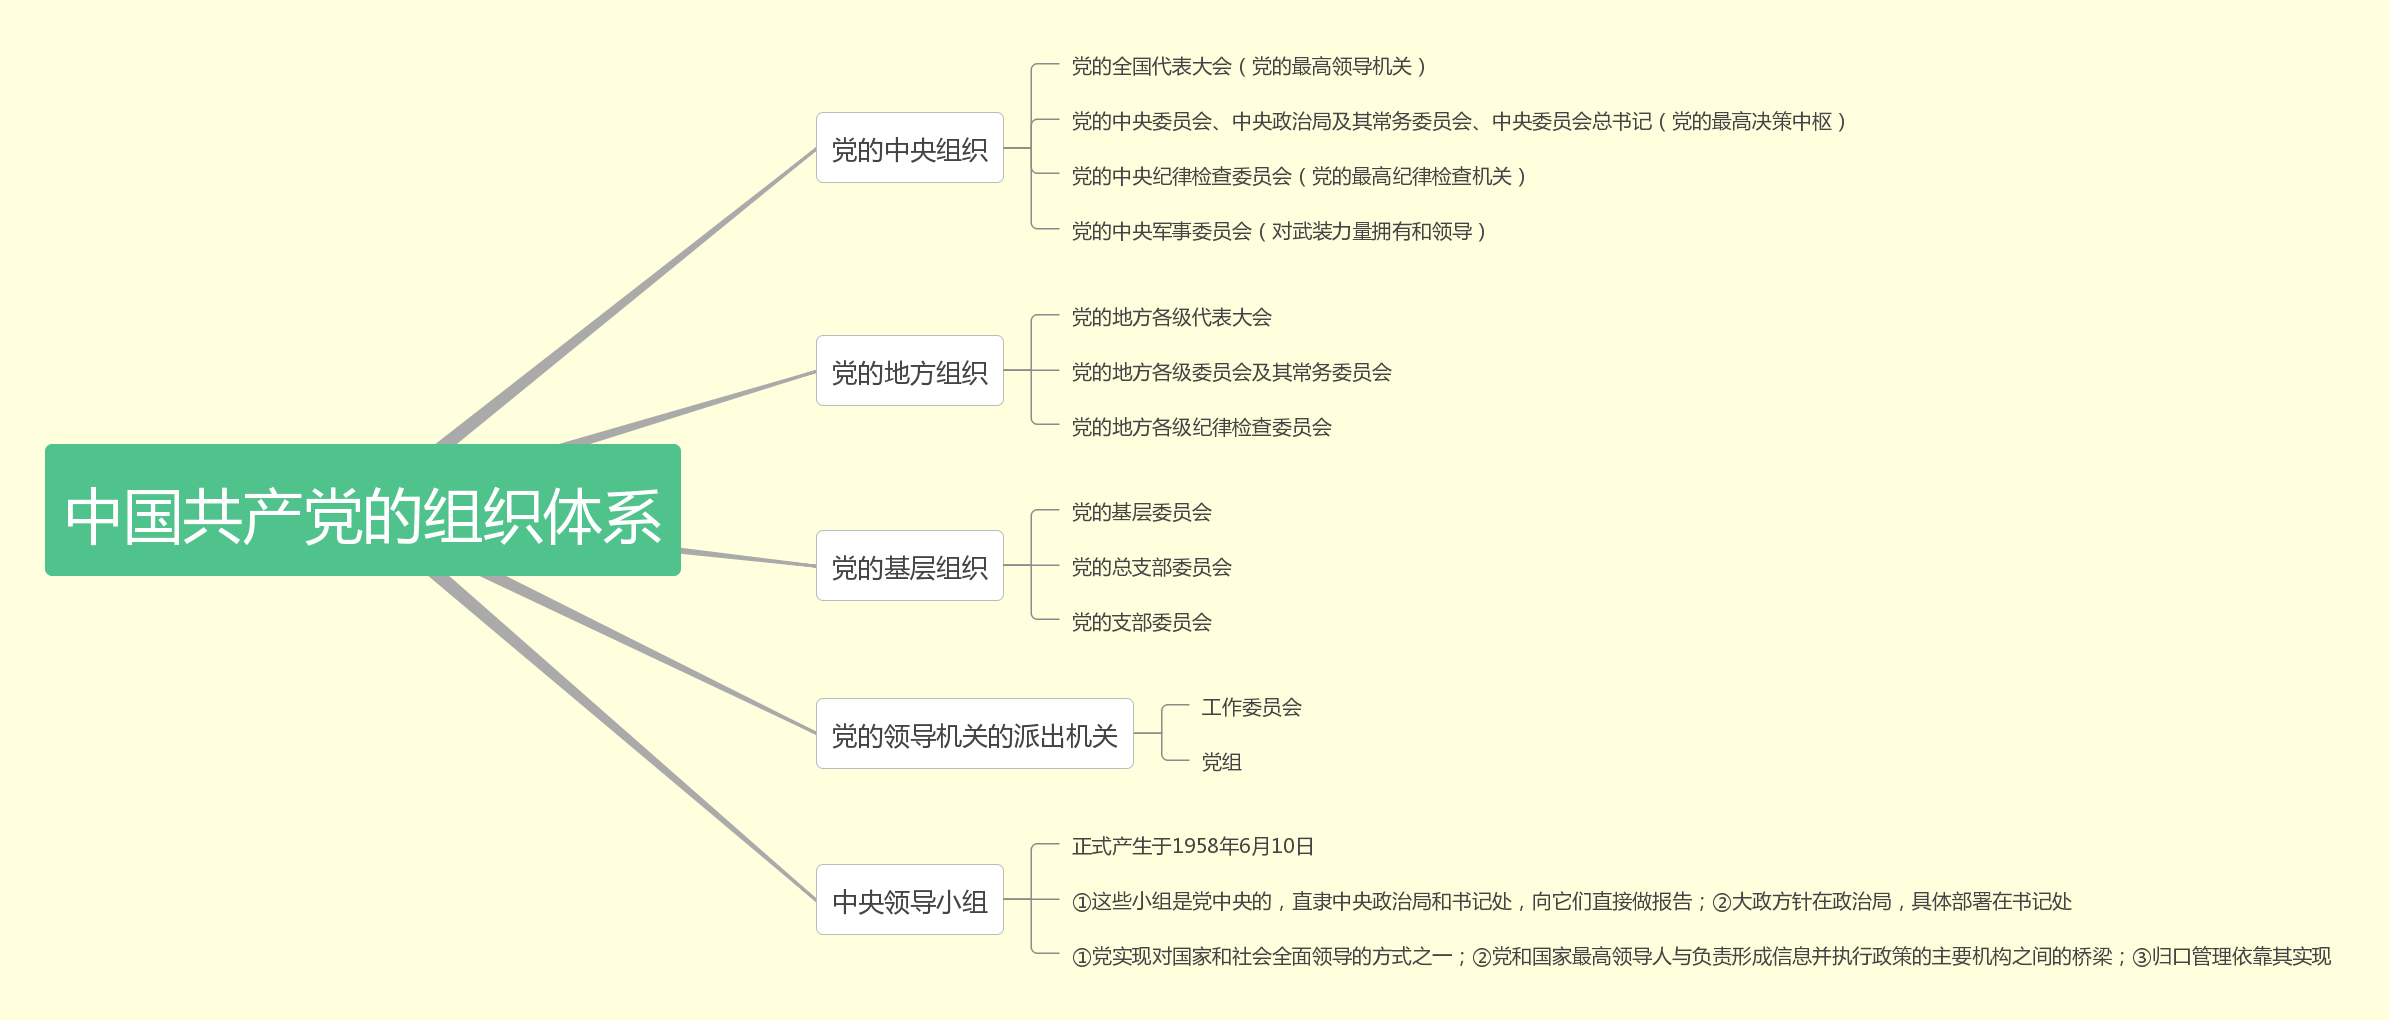 中国共产党的组织体系
党的中央组织
党的全国代表大会（党的最高领导机关）
党的中央委员会、中央政治局及其常务委员会、中央委员会总书记（党的最高决策中枢）
党的中央纪律检查委员会（党的最高纪律检查机关）
党的中央军事委员会（对武装力量拥有和领导）
党的地方组织
党的地方各级代表大会
党的地方各级委员会及其常务委员会
党的地方各级纪律检查委员会
党的基层组织
党的基层委员会
党的总支部委员会
党的支部委员会
党的领导机关的派出机关
工作委员会
党组
中央领导小组
正式产生于1958年6月10日
①这些小组是党中央的，直隶中央政治局和书记处，向它们直接做报告；②大政方针在政治局，具体部署在书记处
①党实现对国家和社会全面领导的方式之一；②党和国家最高领导人与负责形成信息并执行政策的主要机构之间的桥梁；③归口管理依靠其实现